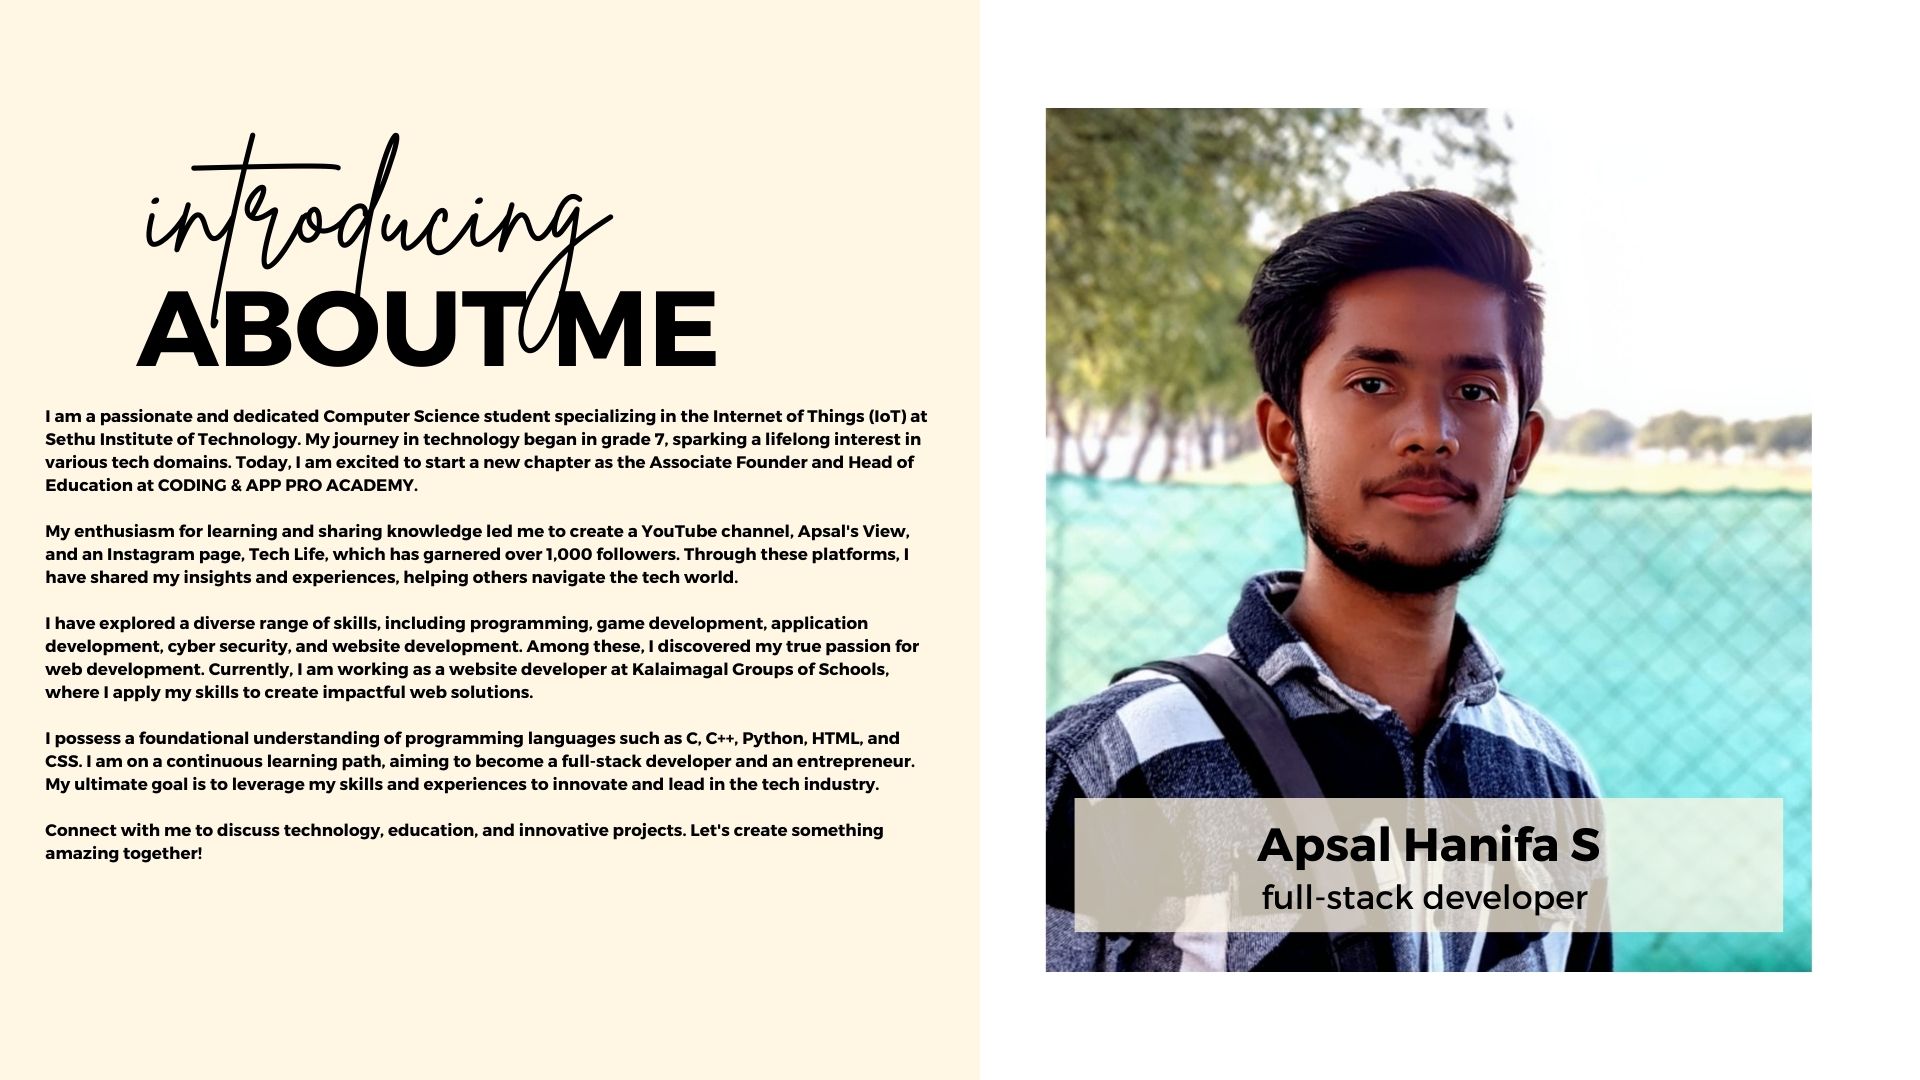 introducing
ABOUT ME
I am a passionate and dedicated Computer Science student specializing in the Internet of Things (IoT) at
Sethu Institute of Technology. My journey in technology began in grade 7, sparking a lifelong interest in
various tech domains. Today, I am excited to start a new chapter as the Associate Founder and Head of
Education at CODING & APP PRO ACADEMY.
My enthusiasm for learning and sharing knowledge led me to create a YouTube channel, Apsal's View,
and an Instagram page, Tech Life, which has garnered over 1,000 followers. Through these platforms, I
have shared my insights and experiences, helping others navigate the tech world.
I have explored a diverse range of skills, including programming, game development, application
development, cyber security, and website development. Among these, I discovered my true passion for
web development. Currently, I am working as a website developer at Kalaimagal Groups of Schools,
where I apply my skills to create impactful web solutions.
I possess a foundational understanding of programming languages such as C, C++, Python, HTML, and
CSS. I am on a continuous learning path, aiming to become a full-stack developer and an entrepreneur.
My ultimate goal is to leverage my skills and experiences to innovate and lead in the tech industry.
Connect with me to discuss technology, education, and innovative projects. Let's create something
amazing together!
Apsal Hanifa S
full-stack developer